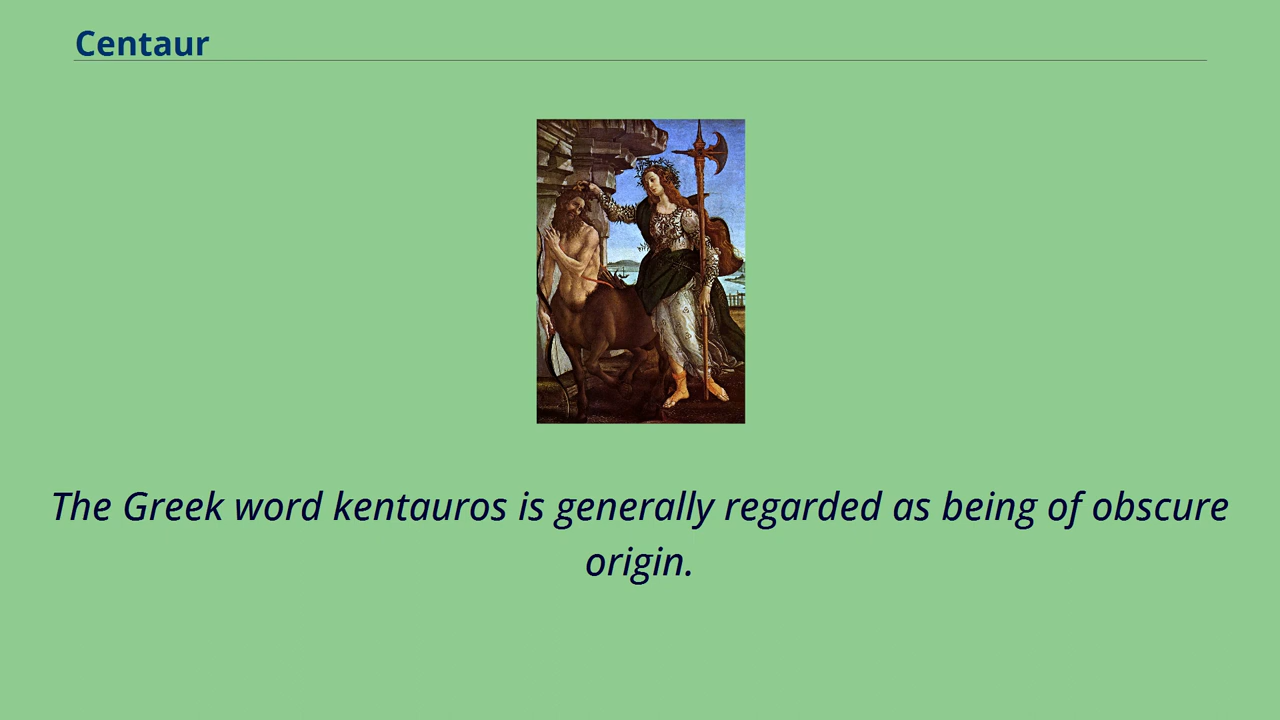 Centaur
The Greek word kentauros is generally regarded as being of obscure
origin.